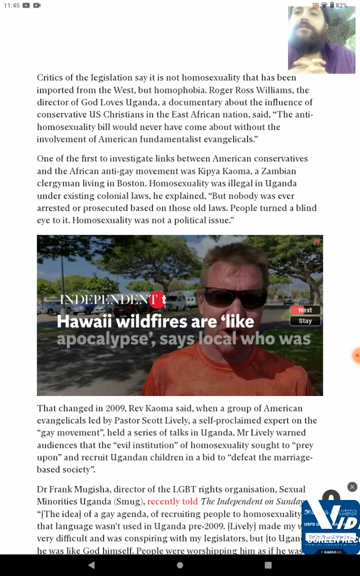 11:45
82%
Critics of the legislation say it is not homosexuality that has been
imported from the West, but homophobia. Roger Ross Williams, the
director of God Loves Uganda, a documentary about the influence of
conservative US Christians in the East African nation, said, “The anti-
homosexuality bill would never have come about without the
involvement of American fundamentalist evangelicals.”
One of the first to investigate links between American conservatives
and the African anti-gay movement was Kipya Kaoma, a Zambian
clergyman living in Boston. Homosexuality was illegal in Uganda
under existing colonial laws, he explained, “But nobody was ever
arrested or prosecuted based on those old laws. People turned a blind
eye to it. Homosexuality was not a political issue.”
INDEPENDENT t
Next
Stay
Hawaii wildfires are ‘like
apocalypse’, says local who was
That changed in 2009, Rev Kaoma said, when a group of American
evangelicals led by Pastor Scott Lively, a self-proclaimed expert on the
“gay movement”, held a series of talks in Uganda. Mr Lively warned
audiences that the “evil institution” of homosexuality sought to “prey
upon” and recruit Ugandan children in a bid to “defeat the marriage-
based society”.
Dr Frank Mugisha, director of the LGBT rights organisation, Sexual
Minorities Uganda (Smug), recently told The Independent on Sunday
“[The idea] of a gay agenda, of recruiting people to homosexuality
that language wasn't used in Uganda pre-2009. [Lively] made my
very difficult and was conspiring with my legislators, but [to Ugan
he was like God himself. People were worshipping him as if he was